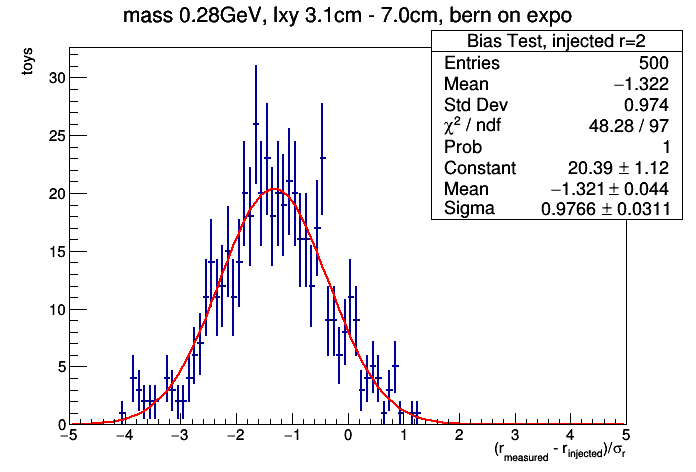 mass 0.28GeV, lxy 3.1cm - 7.0cm, bern on expo
toys
Bias Test, injected r=2
Entries 500
Mean −1.322
Std Dev 0.974
χ² / ndf 48.28 / 97
Prob 1
Constant 20.39 ± 1.12
Mean −1.321 ± 0.044
Sigma 0.9766 ± 0.0311
30
25
20
15
10
5
0
−5 −4 −3 −2 −1 0 1 2 3 4 5
(r_measured - r_injected)/σ_r